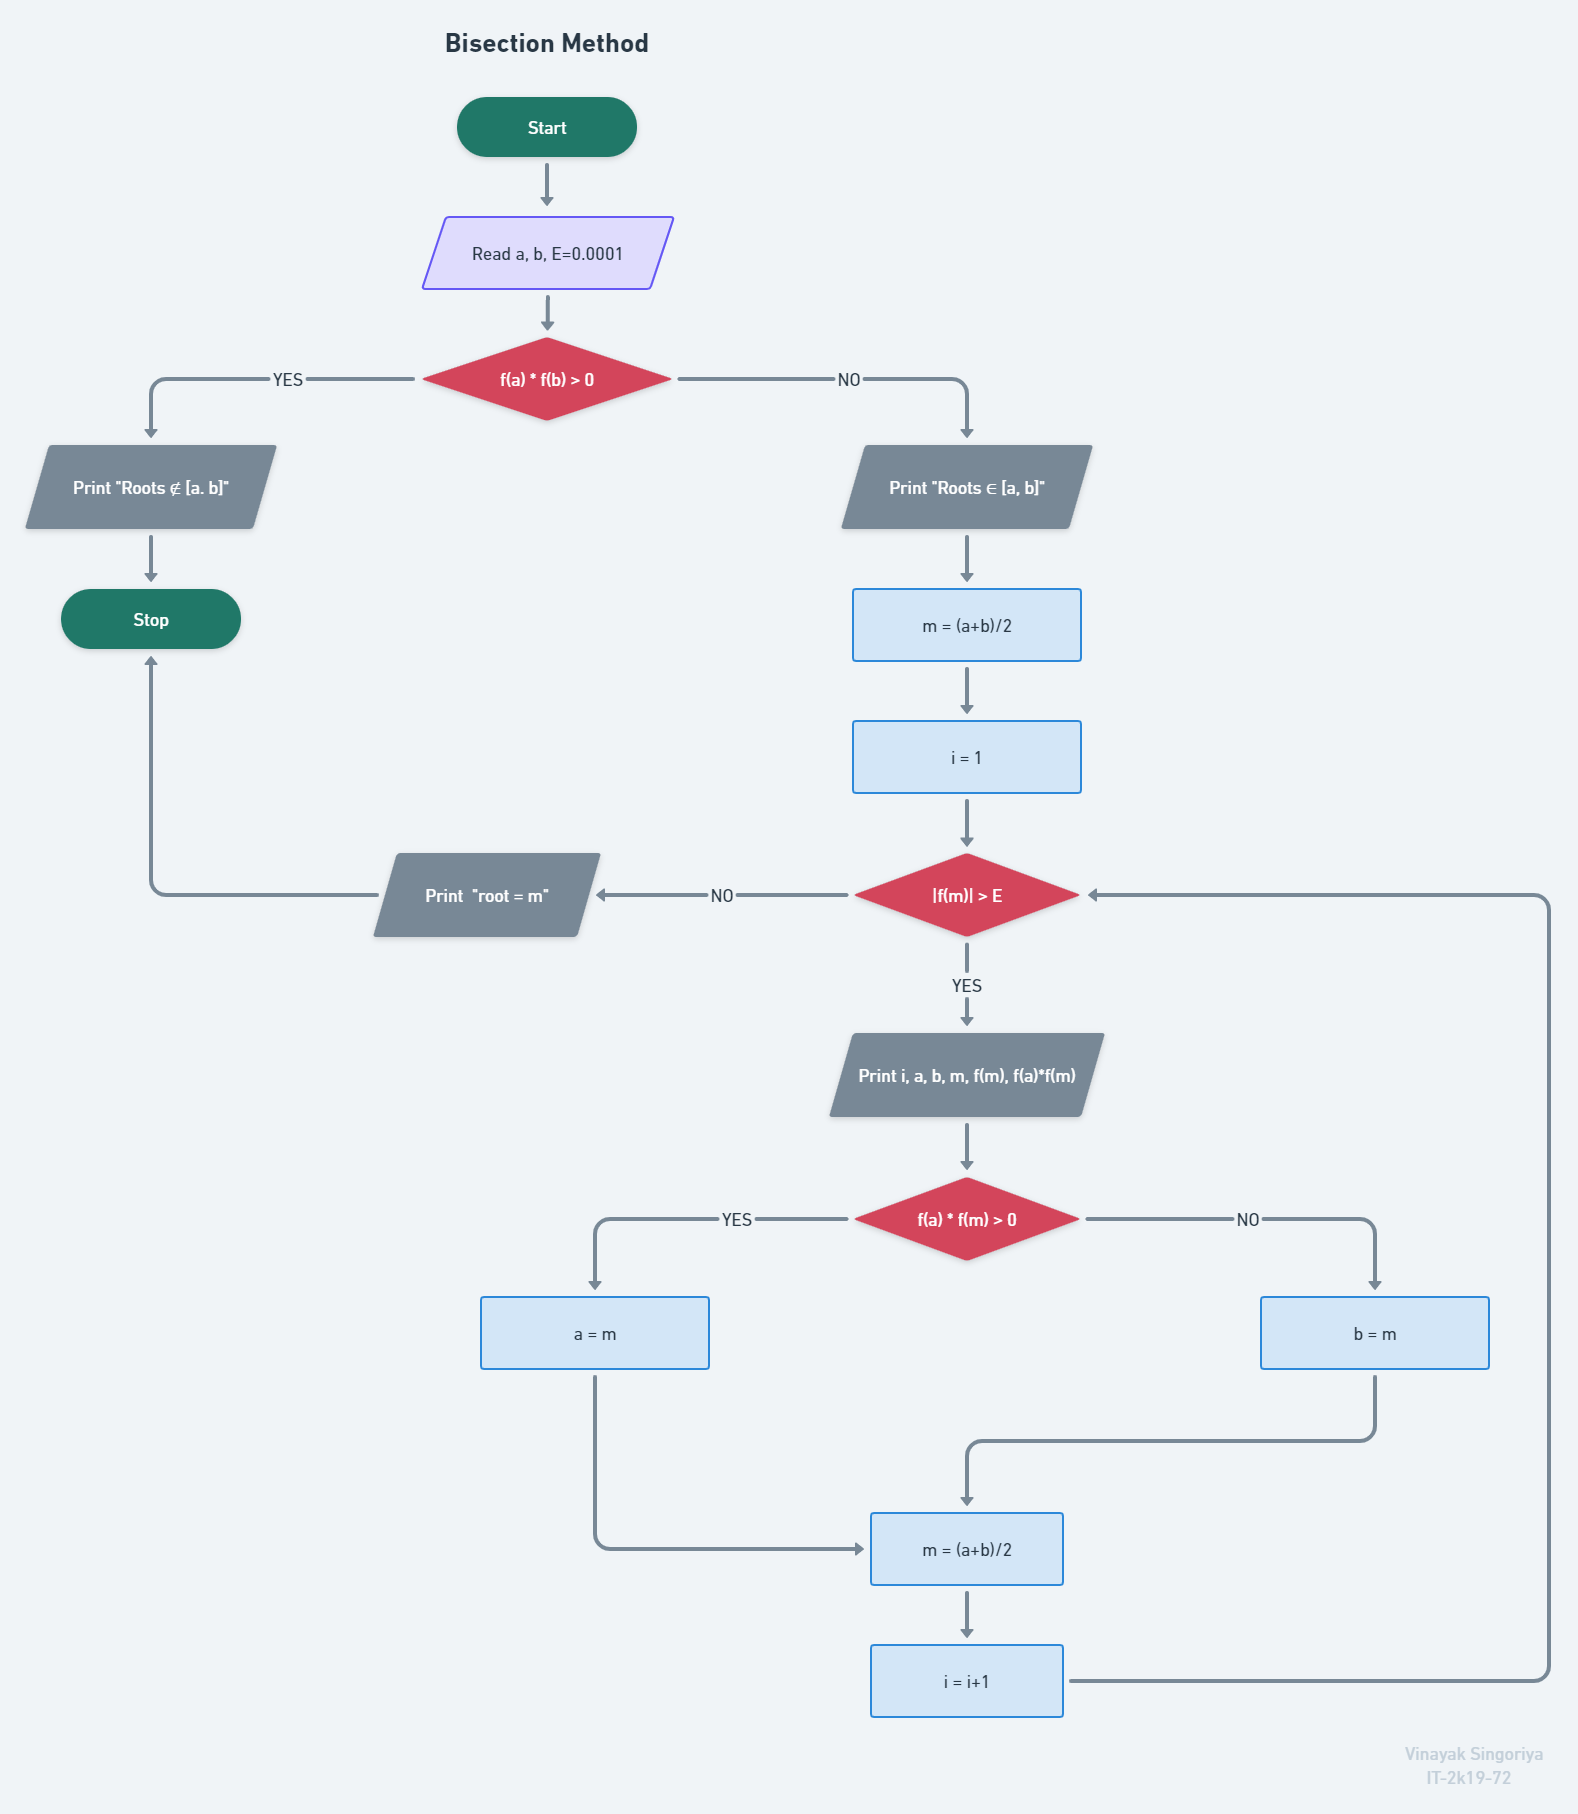 Bisection Method
Start
Read a, b, E=0.0001
f(a) * f(b) > 0
YES
NO
Print "Roots ∉ [a. b]"
Print "Roots ∈ [a, b]"
Stop
m = (a+b)/2
i = 1
|f(m)| > E
NO
Print  "root = m"
YES
Print i, a, b, m, f(m), f(a)*f(m)
f(a) * f(m) > 0
YES
NO
a = m
b = m
m = (a+b)/2
i = i+1
Vinayak Singoriya
IT-2k19-72